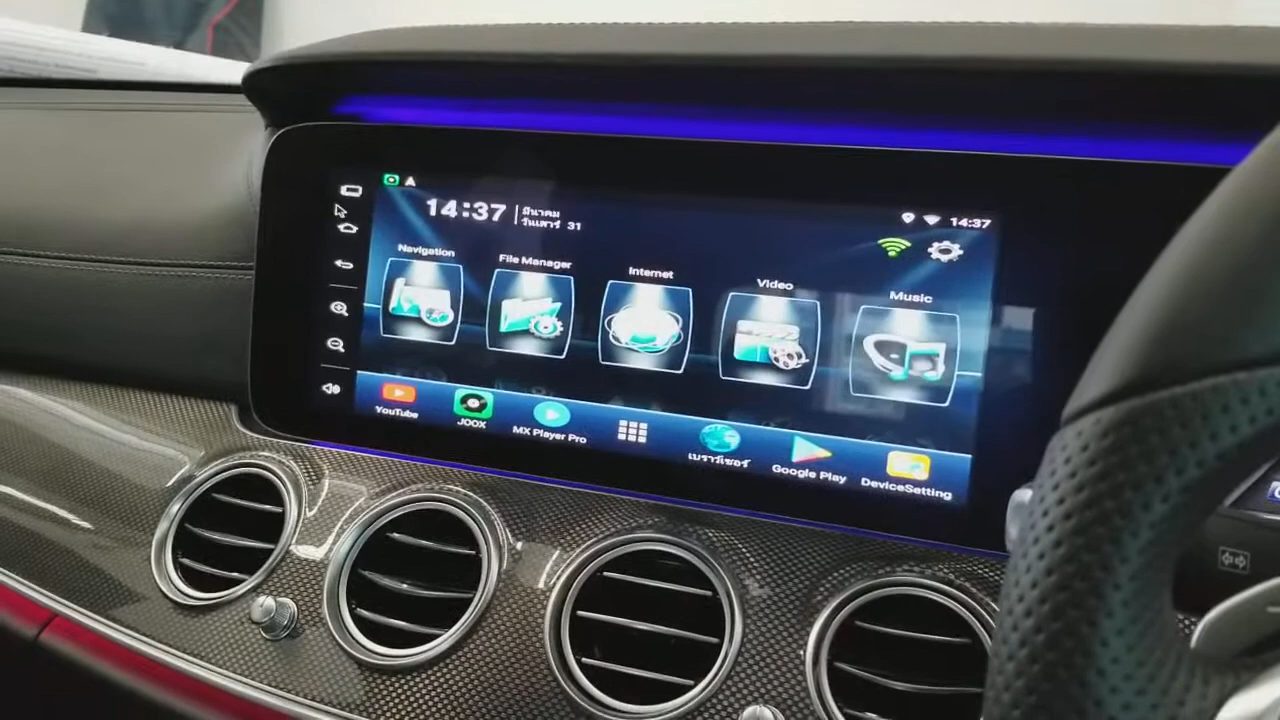 14:37
มีนาคม
วันเสาร์ 31
14:37
Navigation
File Manager
Internet
Video
Music
YouTube
JOOX
MX Player Pro
เบราว์เซอร์
Google Play
DeviceSetting